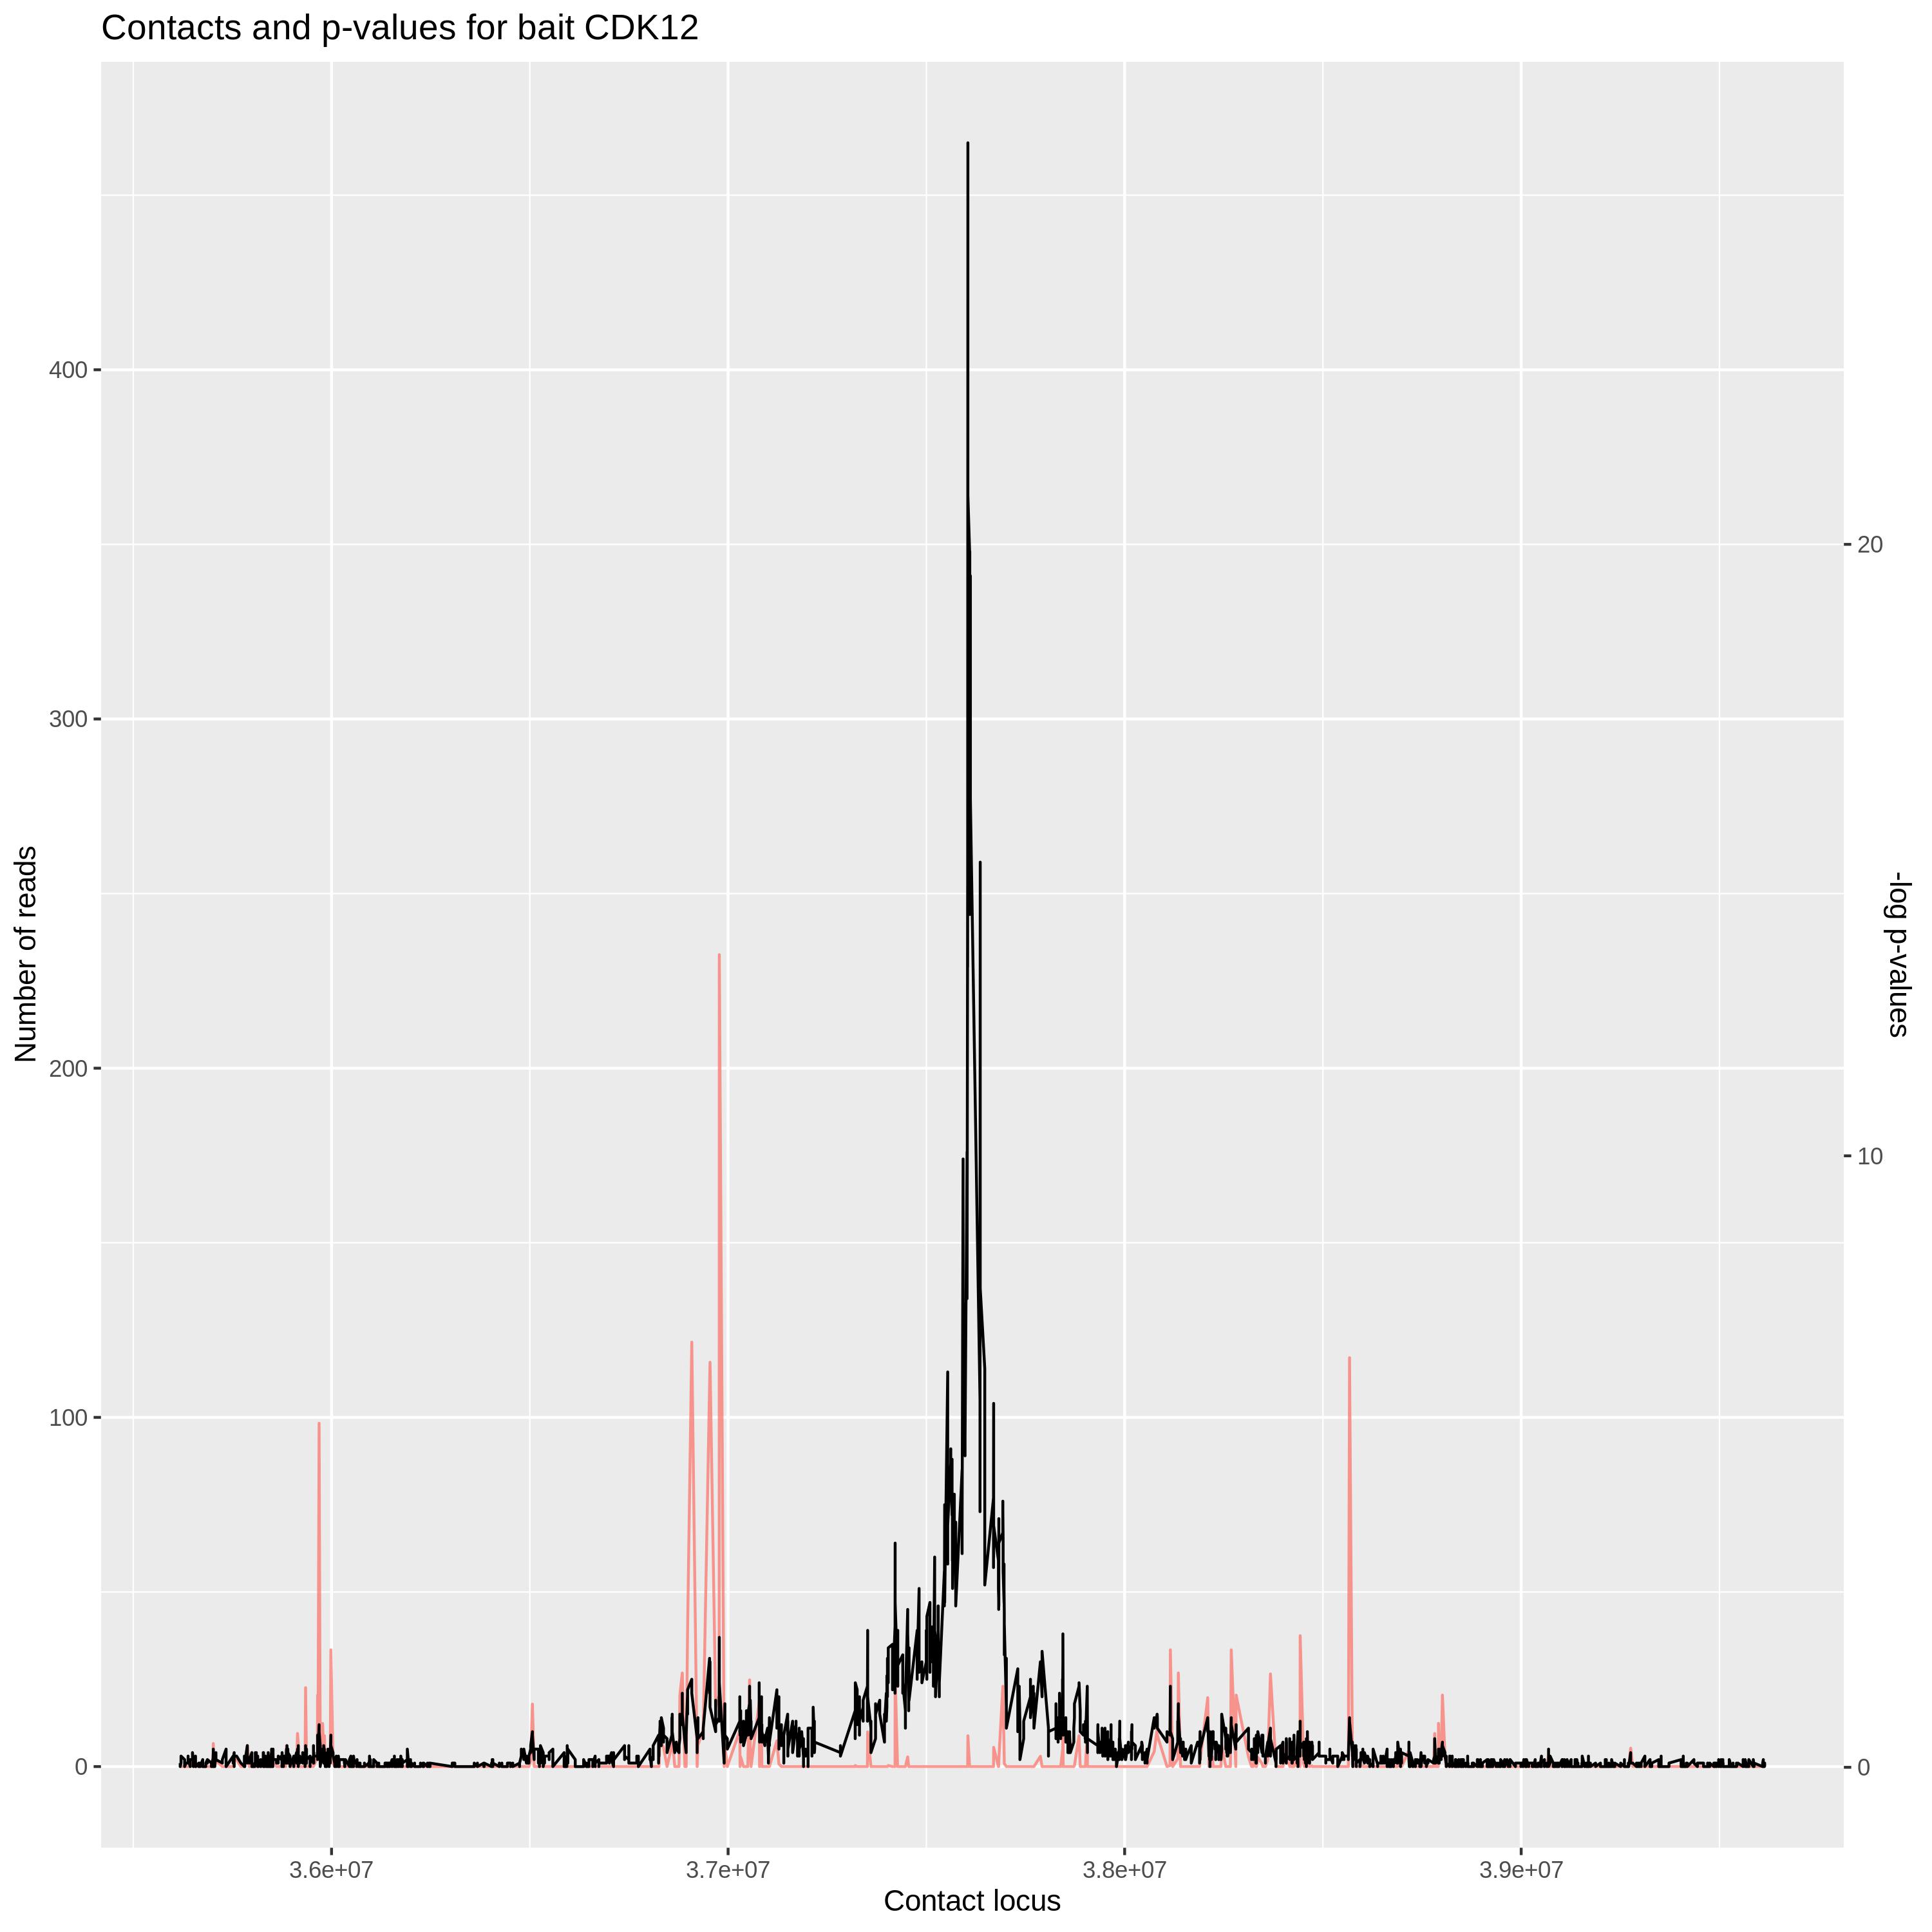 Contacts and p-values for bait CDK12
400
300
200
100
0
Number of reads
20
10
0
-log p-values
3.6e+07
3.7e+07
3.8e+07
3.9e+07
Contact locus